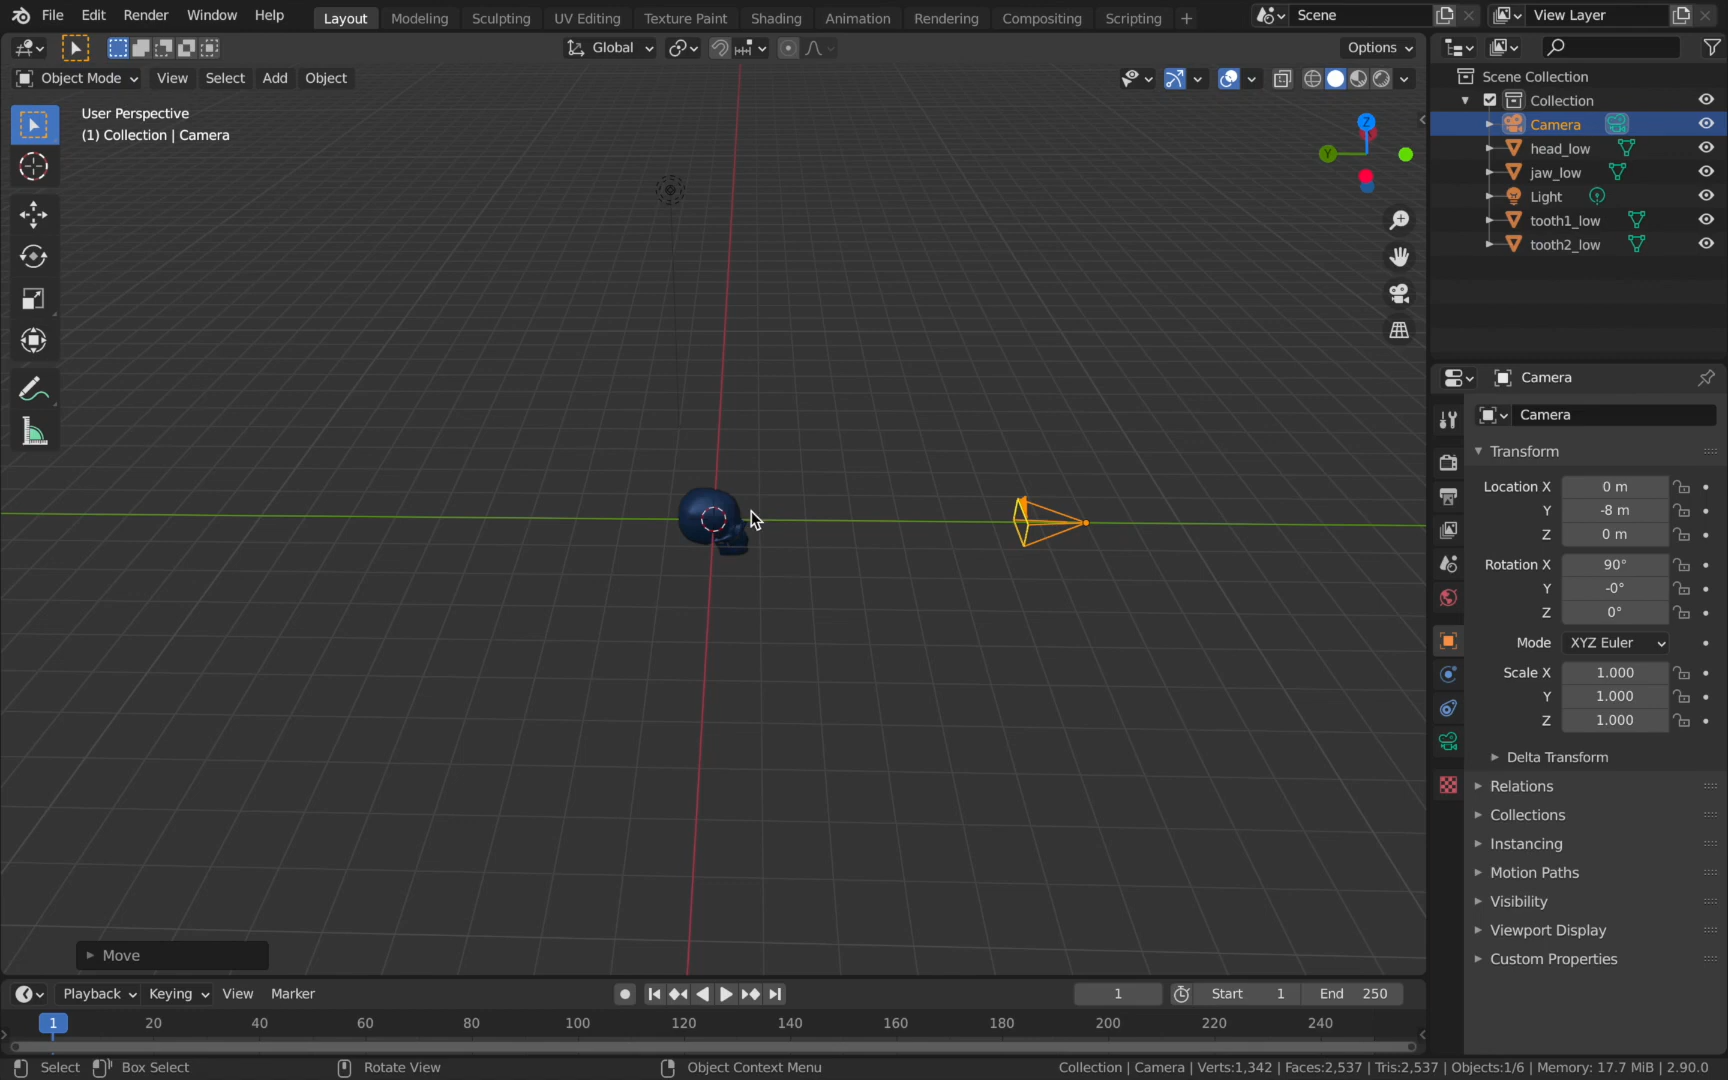 File Edit Render Window Help Layout Modeling Sculpting UV Editing Texture Paint Shading Animation Rendering Compositing Scripting + Scene View Layer
Global Options
Object Mode View Select Add Object
User Perspective
(1) Collection | Camera
Z
Y
Scene Collection
Collection
Camera
head_low
jaw_low
Light
tooth1_low
tooth2_low
Camera
Camera
Transform
Location X 0 m
Y -8 m
Z 0 m
Rotation X 90°
Y -0°
Z 0°
Mode XYZ Euler
Scale X 1.000
Y 1.000
Z 1.000
Delta Transform
Relations
Collections
Instancing
Motion Paths
Visibility
Viewport Display
Custom Properties
Move
Playback Keying View Marker 1 Start 1 End 250
1 20 40 60 80 100 120 140 160 180 200 220 240
Select Box Select Rotate View Object Context Menu Collection | Camera | Verts:1,342 | Faces:2,537 | Tris:2,537 | Objects:1/6 | Memory: 17.7 MiB | 2.90.0